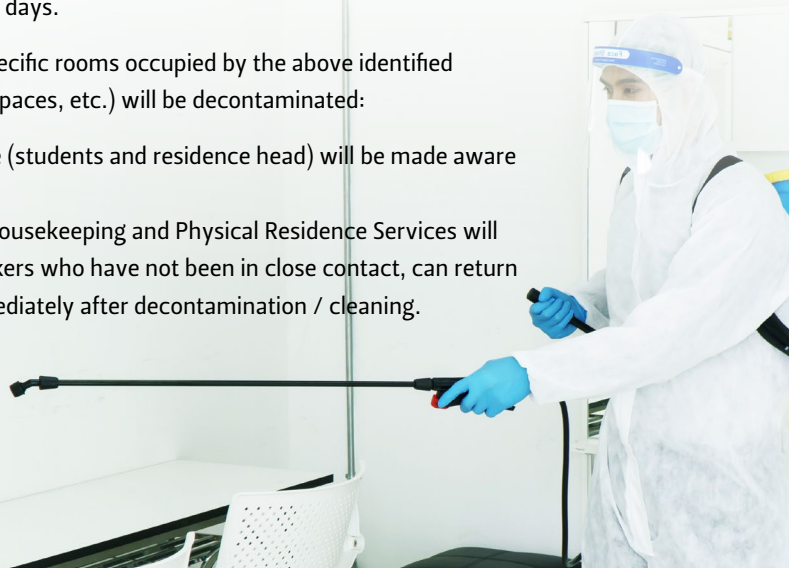 days.
ecific rooms occupied by the above identified
paces, etc.) will be decontaminated:
(students and residence head) will be made aware
ousekeeping and Physical Residence Services will
kers who have not been in close contact, can return
ediately after decontamination / cleaning.